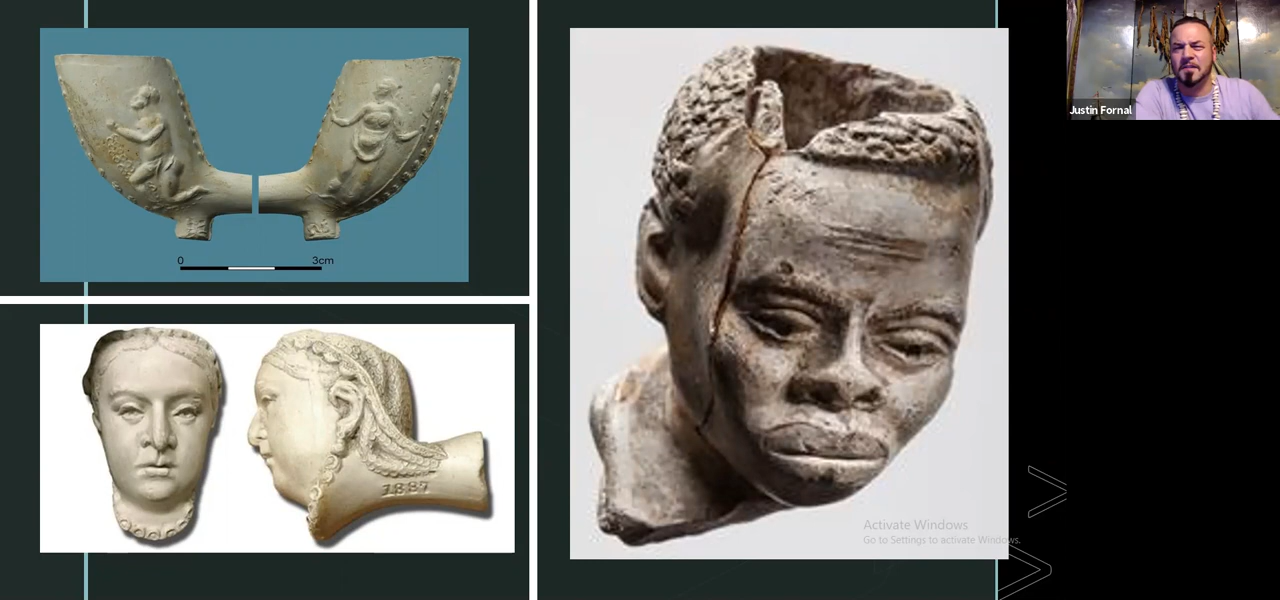 0 3cm
1887
Justin Fornal
Activate Windows
Go to Settings to activate Windows.